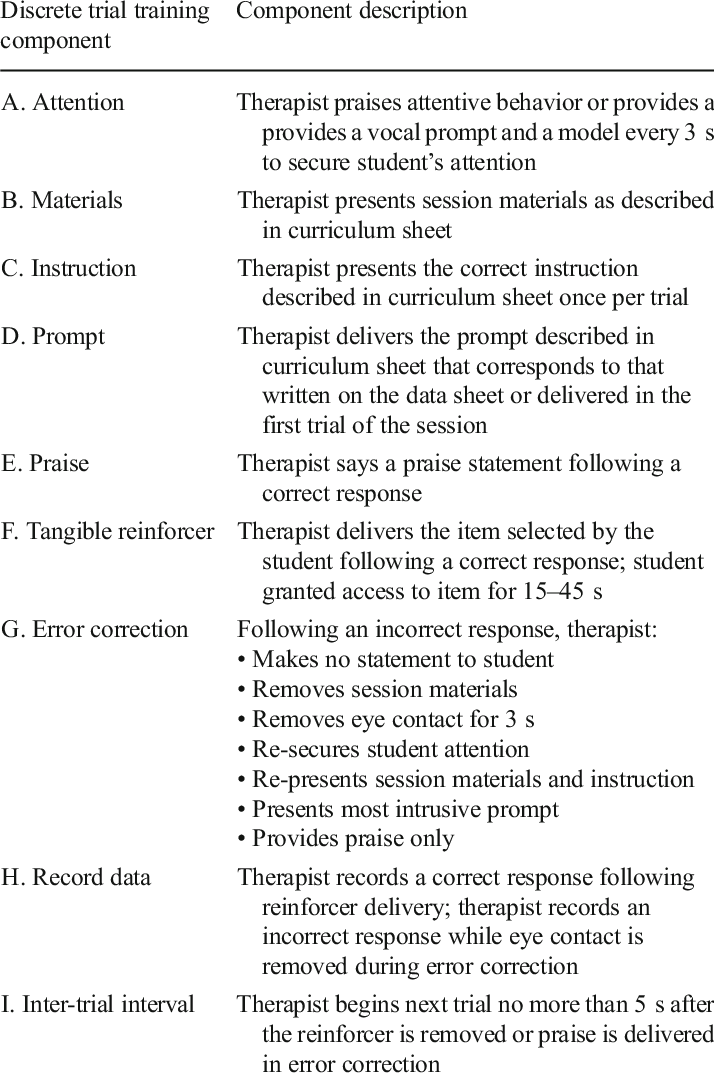 Discrete trial training Component description
component
A. Attention Therapist praises attentive behavior or provides a
provides a vocal prompt and a model every 3 s
to secure student's attention
B. Materials Therapist presents session materials as described
in curriculum sheet
C. Instruction Therapist presents the correct instruction
described in curriculum sheet once per trial
D. Prompt Therapist delivers the prompt described in
curriculum sheet that corresponds to that
written on the data sheet or delivered in the
first trial of the session
E. Praise Therapist says a praise statement following a
correct response
F. Tangible reinforcer Therapist delivers the item selected by the
student following a correct response; student
granted access to item for 15–45 s
G. Error correction Following an incorrect response, therapist:
• Makes no statement to student
• Removes session materials
• Removes eye contact for 3 s
• Re-secures student attention
• Re-presents session materials and instruction
• Presents most intrusive prompt
• Provides praise only
H. Record data Therapist records a correct response following
reinforcer delivery; therapist records an
incorrect response while eye contact is
removed during error correction
I. Inter-trial interval Therapist begins next trial no more than 5 s after
the reinforcer is removed or praise is delivered
in error correction